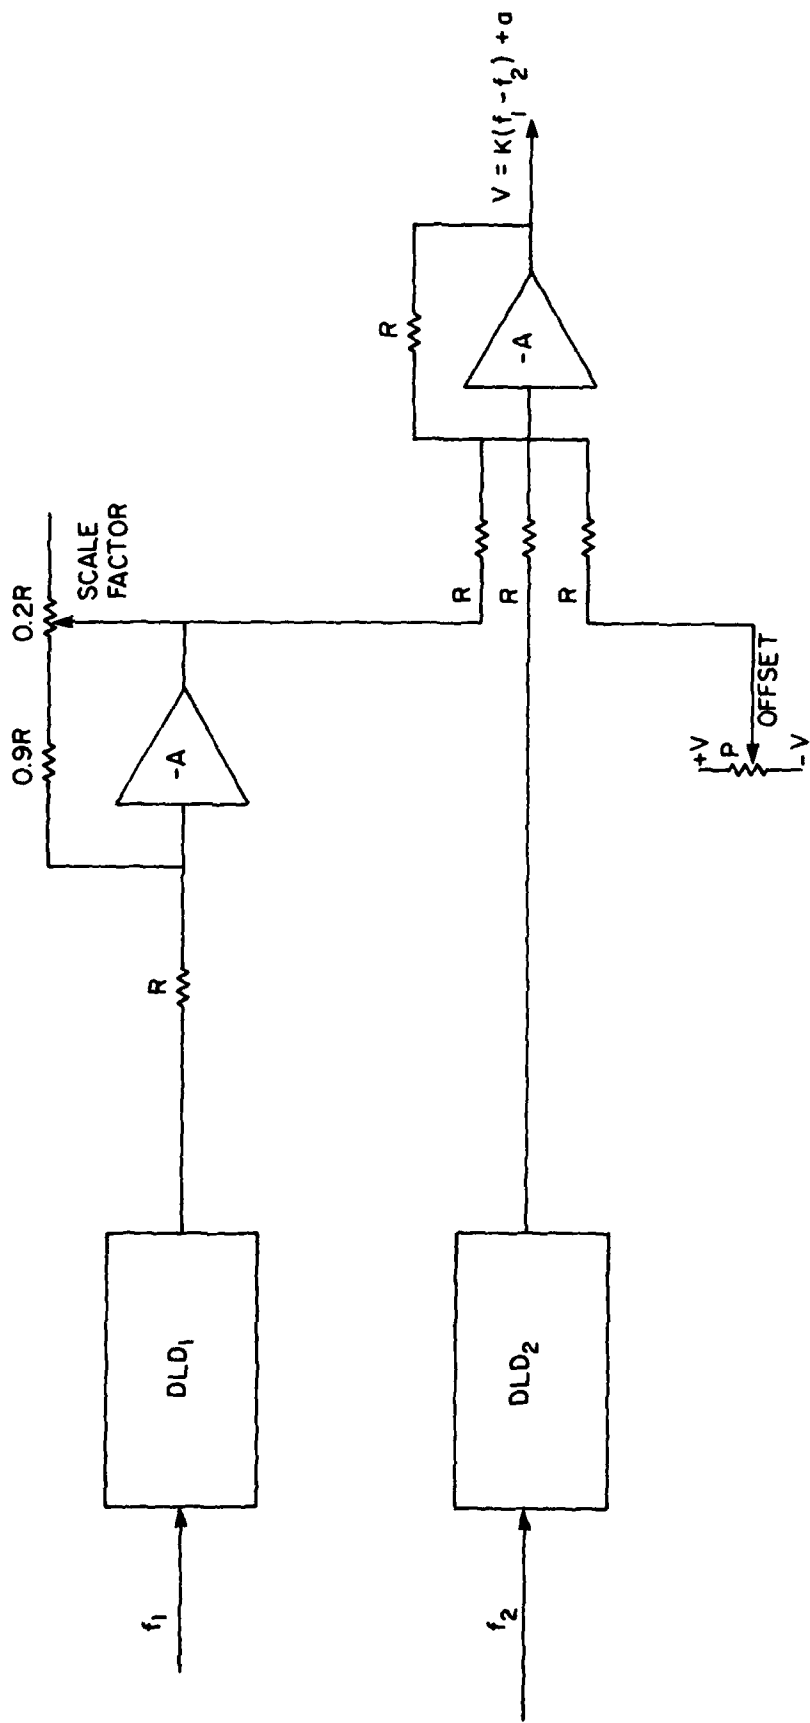 f₁
DLD₁
R
-A
0.9R
0.2R
SCALE
FACTOR
f₂
DLD₂
R
R
R
R
-A
V = K(f₁ - f₂) + a
+V
P
-V
OFFSET